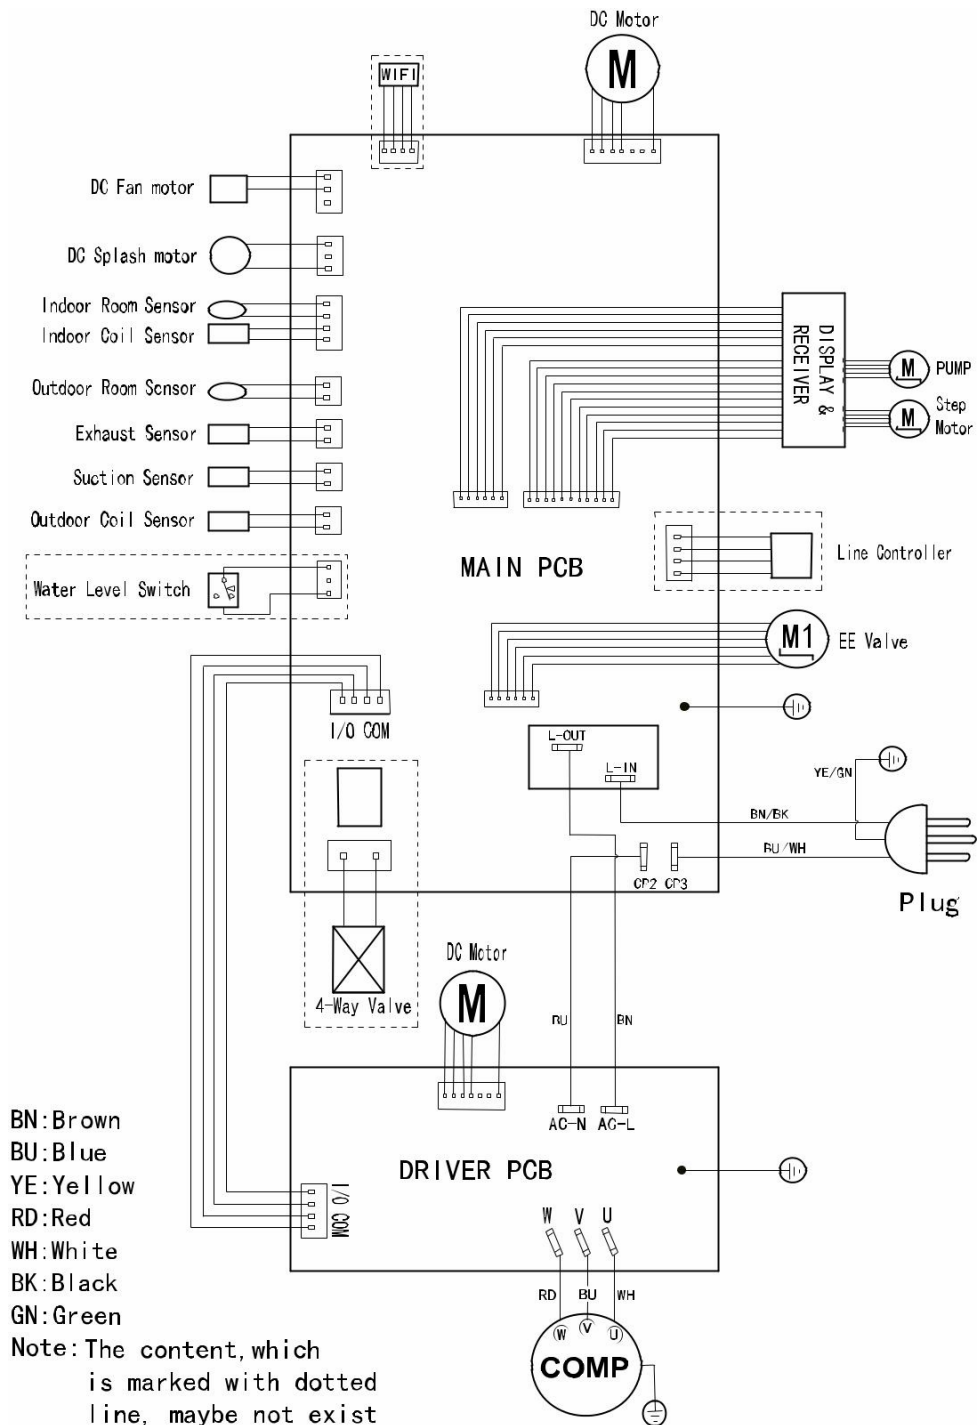 DC Motor
M
WIFI
DC Fan motor
DC Splash motor
Indoor Room Sensor
Indoor Coil Sensor
Outdoor Room Sensor
Exhaust Sensor
Suction Sensor
Outdoor Coil Sensor
Water Level Switch
DISPLAY &
RECEIVER
M
PUMP
M
Step
Motor
MAIN PCB
Line Controller
M1
EE Valve
I/O COM
L-OUT
L-IN
YE/GN
BN/BK
BU/WH
CP2
CP3
Plug
4-Way Valve
DC Motor
M
BU
BN
AC-N
AC-L
DRIVER PCB
I/O COM
W
V
U
RD
BU
WH
W
V
U
COMP
BN:Brown
BU:Blue
YE:Yellow
RD:Red
WH:White
BK:Black
GN:Green
Note: The content, which
is marked with dotted
line, maybe not exist